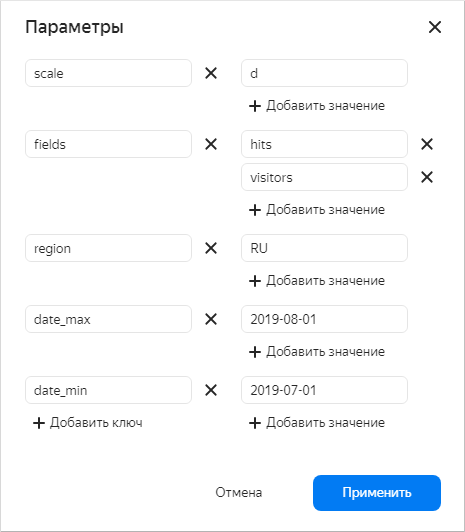 Параметры
scale d
Добавить значение
fields hits
visitors
Добавить значение
region RU
Добавить значение
date_max 2019-08-01
Добавить значение
date_min 2019-07-01
Добавить ключ Добавить значение
Отмена Применить